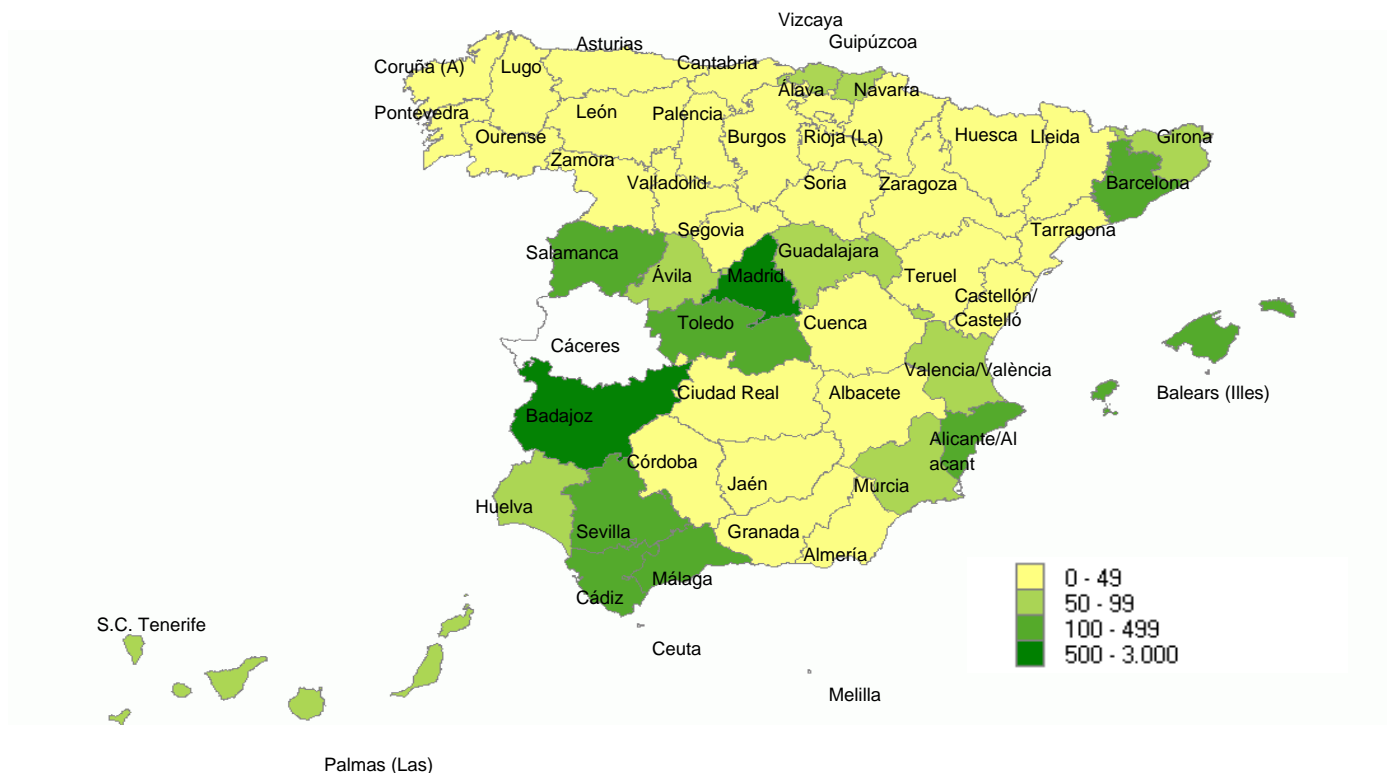 Vizcaya
Guipúzcoa
Asturias
Cantabria
Coruña (A)
Lugo
Álava
Navarra
Pontevedra
León
Palencia
Ourense
Burgos
Rioja (La)
Huesca
Lleida
Girona
Zamora
Valladolid
Soria
Zaragoza
Barcelona
Segovia
Tarragona
Salamanca
Ávila
Madrid
Guadalajara
Teruel
Castellón/
Castelló
Toledo
Cuenca
Cáceres
Valencia/València
Ciudad Real
Albacete
Balears (Illes)
Badajoz
Alicante/Al
acant
Córdoba
Jaén
Murcia
Huelva
Sevilla
Granada
Almería
Málaga
Cádiz
0 - 49
50 - 99
100 - 499
500 - 3.000
S.C. Tenerife
Ceuta
Melilla
Palmas (Las)